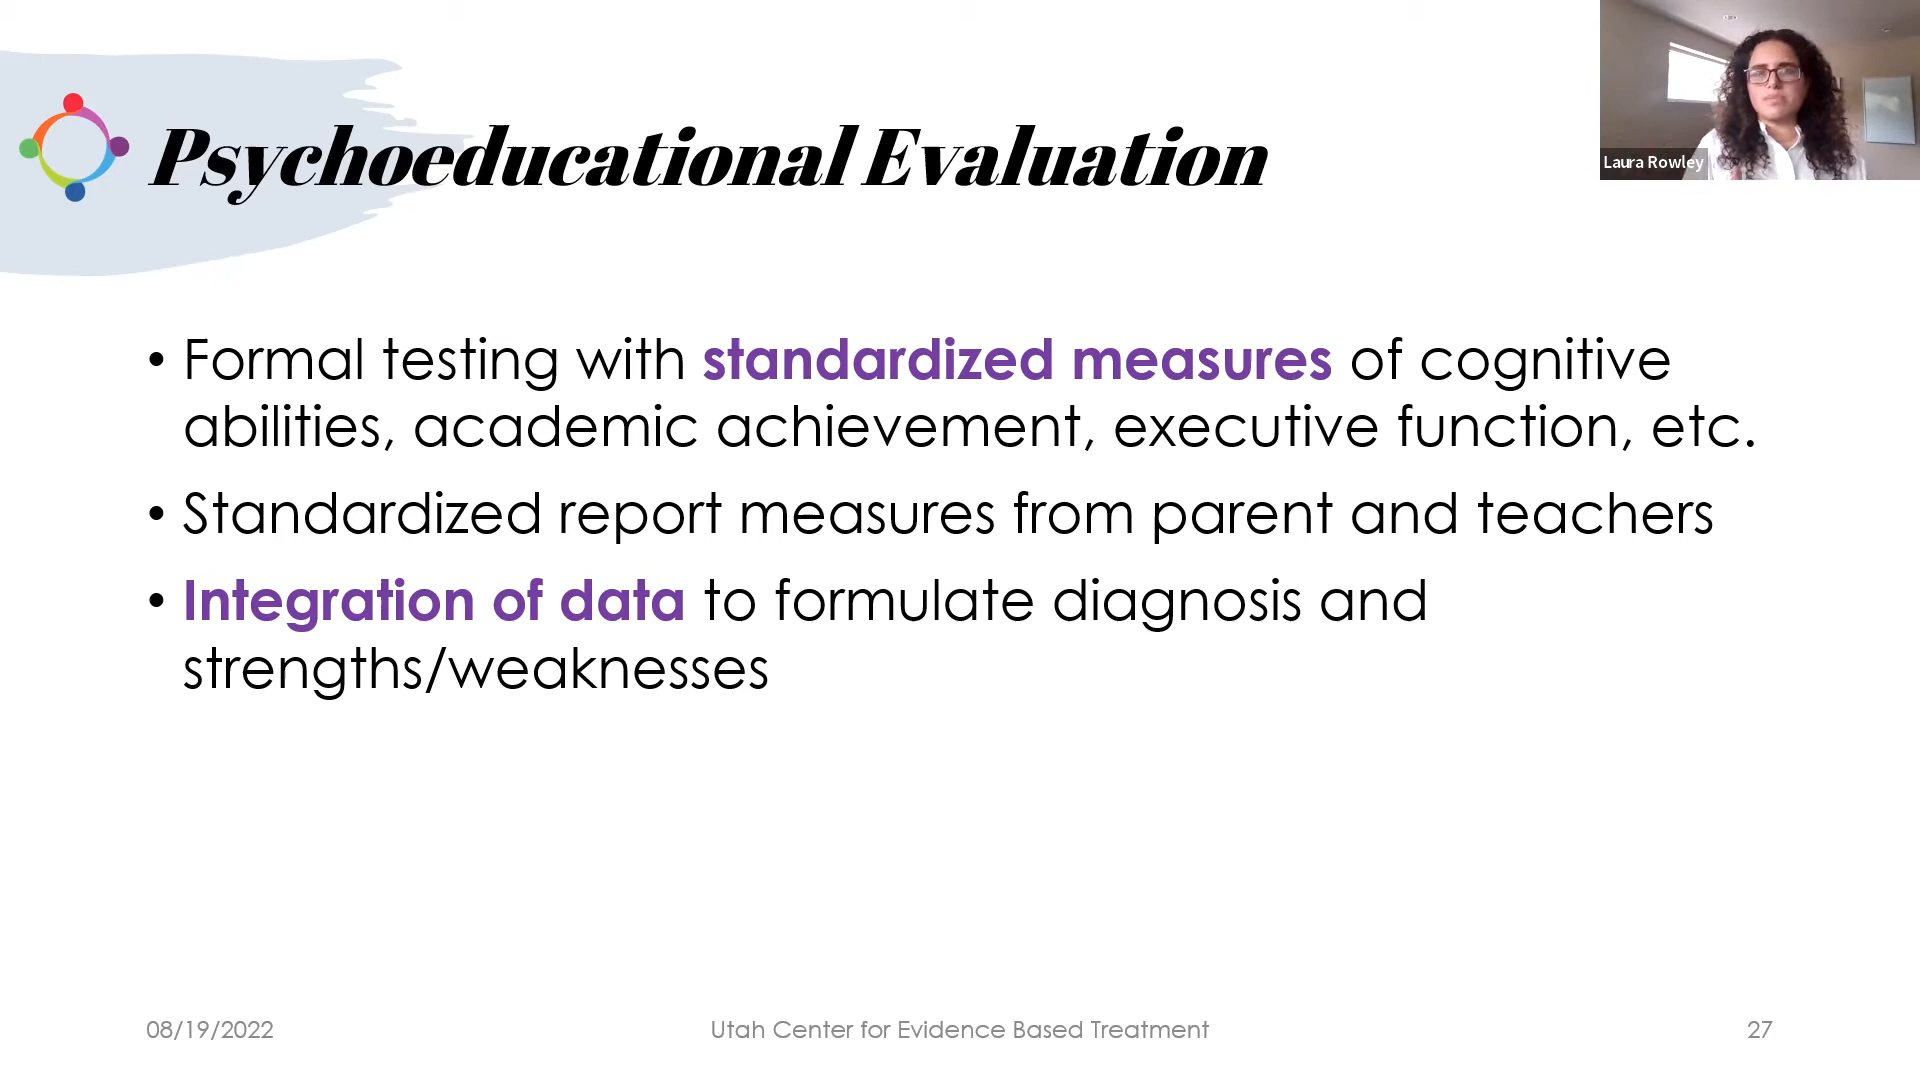 Psychoeducational Evaluation
Laura Rowley
• Formal testing with standardized measures of cognitive
abilities, academic achievement, executive function, etc.
• Standardized report measures from parent and teachers
• Integration of data to formulate diagnosis and
strengths/weaknesses
08/19/2022
Utah Center for Evidence Based Treatment
27